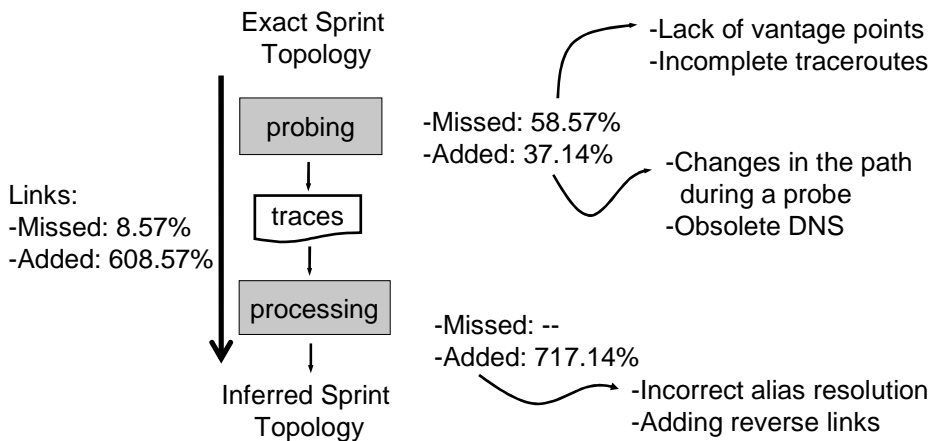 Exact Sprint
Topology
-Lack of vantage points
-Incomplete traceroutes
probing
-Missed: 58.57%
-Added: 37.14%
-Changes in the path
during a probe
-Obsolete DNS
Links:
-Missed: 8.57%
-Added: 608.57%
traces
processing
-Missed: --
-Added: 717.14%
Inferred Sprint
Topology
-Incorrect alias resolution
-Adding reverse links